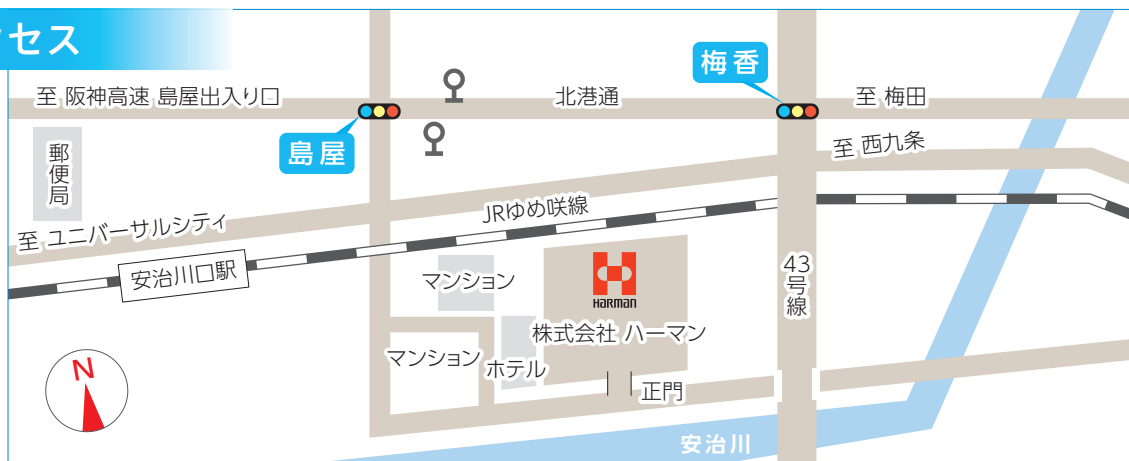 セス
梅香
至 阪神高速 島屋出入り口
北港通
至 梅田
島屋
郵便局
至 西九条
至 ユニバーサルシティ
JRゆめ咲線
安治川口駅
マンション
43号線
HARMAN
株式会社 ハーマン
マンション
ホテル
N
正門
安治川